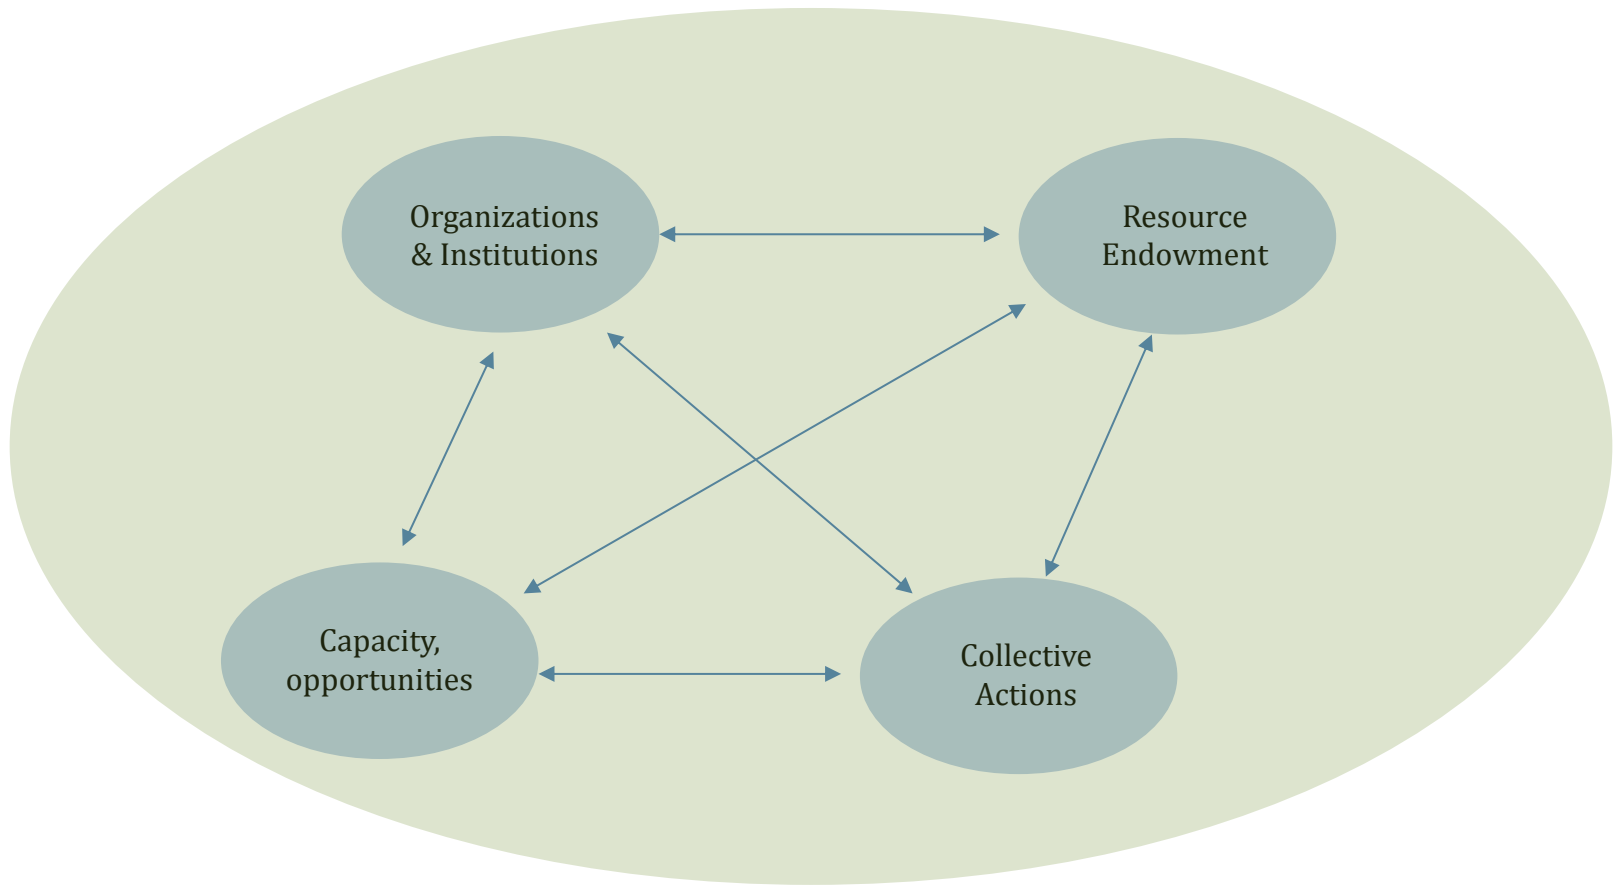 Organizations
& Institutions
Resource
Endowment
Capacity,
opportunities
Collective
Actions